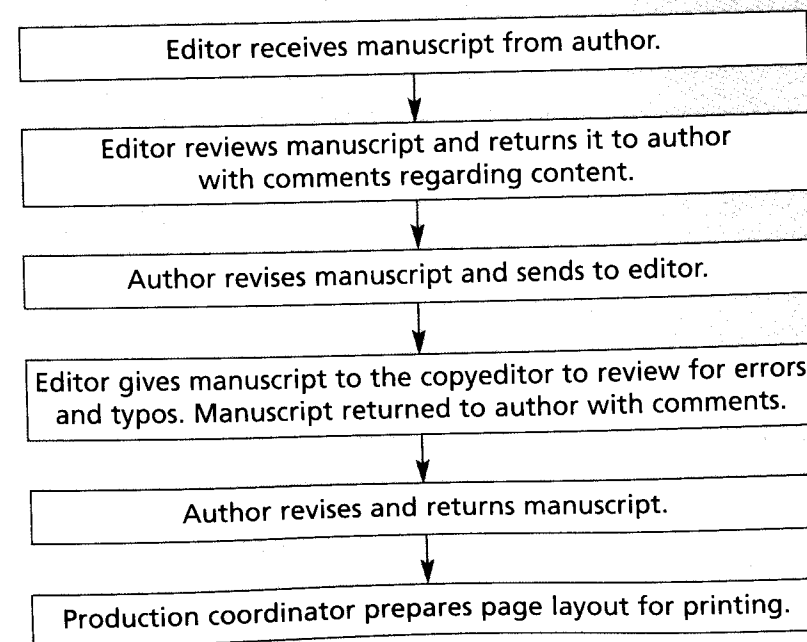 Editor receives manuscript from author.
Editor reviews manuscript and returns it to author
with comments regarding content.
Author revises manuscript and sends to editor.
Editor gives manuscript to the copyeditor to review for errors
and typos. Manuscript returned to author with comments.
Author revises and returns manuscript.
Production coordinator prepares page layout for printing.